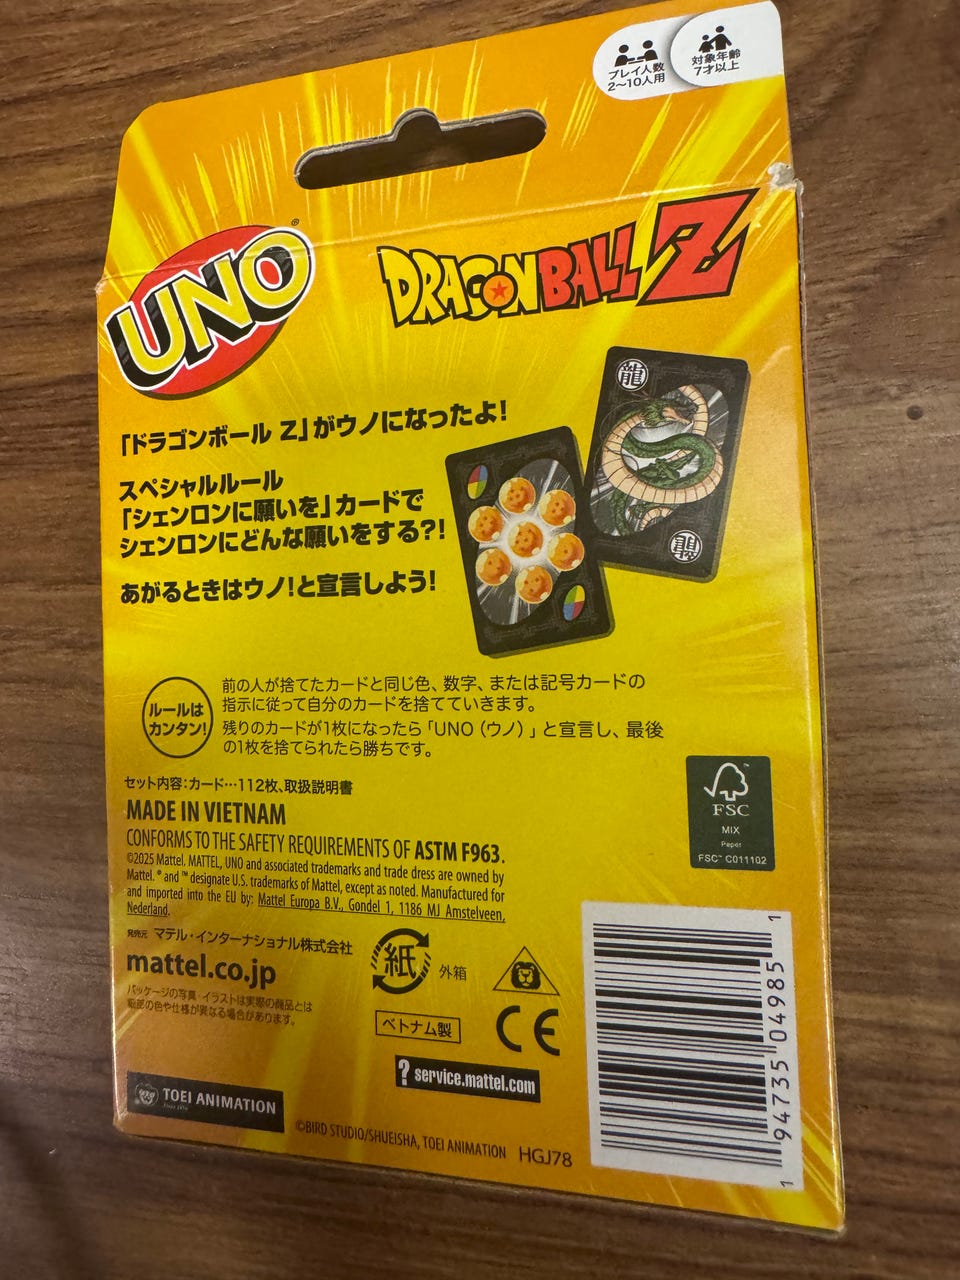 プレイ人数
2〜10人用
対象年齢
7才以上
UNO®
DRAGON BALL Z
「ドラゴンボール Z」がウノになったよ!
スペシャルルール
「シェンロンに願いを」カードで
シェンロンにどんな願いをする?!
あがるときはウノ!と宣言しよう!
龍
龍
ルールは
カンタン!
前の人が捨てたカードと同じ色、数字、または記号カードの
指示に従って自分のカードを捨てていきます。
残りのカードが1枚になったら「UNO（ウノ）」と宣言し、最後
の1枚を捨てられたら勝ちです。
セット内容:カード…112枚、取扱説明書
MADE IN VIETNAM
CONFORMS TO THE SAFETY REQUIREMENTS OF ASTM F963.
©2025 Mattel. MATTEL, UNO and associated trademarks and trade dress are owned by
Mattel. ® and ™ designate U.S. trademarks of Mattel, except as noted. Manufactured for
and imported into the EU by: Mattel Europa B.V., Gondel 1, 1186 MJ Amstelveen,
Nederland.
FSC
MIX
Paper
FSC™ C011102
発売元 マテル・インターナショナル株式会社
mattel.co.jp
パッケージの写真・イラストは実際の商品とは
細部の色や仕様が異なる場合があります。
紙
外箱
ベトナム製
CE
? service.mattel.com
TOEI ANIMATION
©BIRD STUDIO/SHUEISHA, TOEI ANIMATION HGJ78
1 94735 04985 1